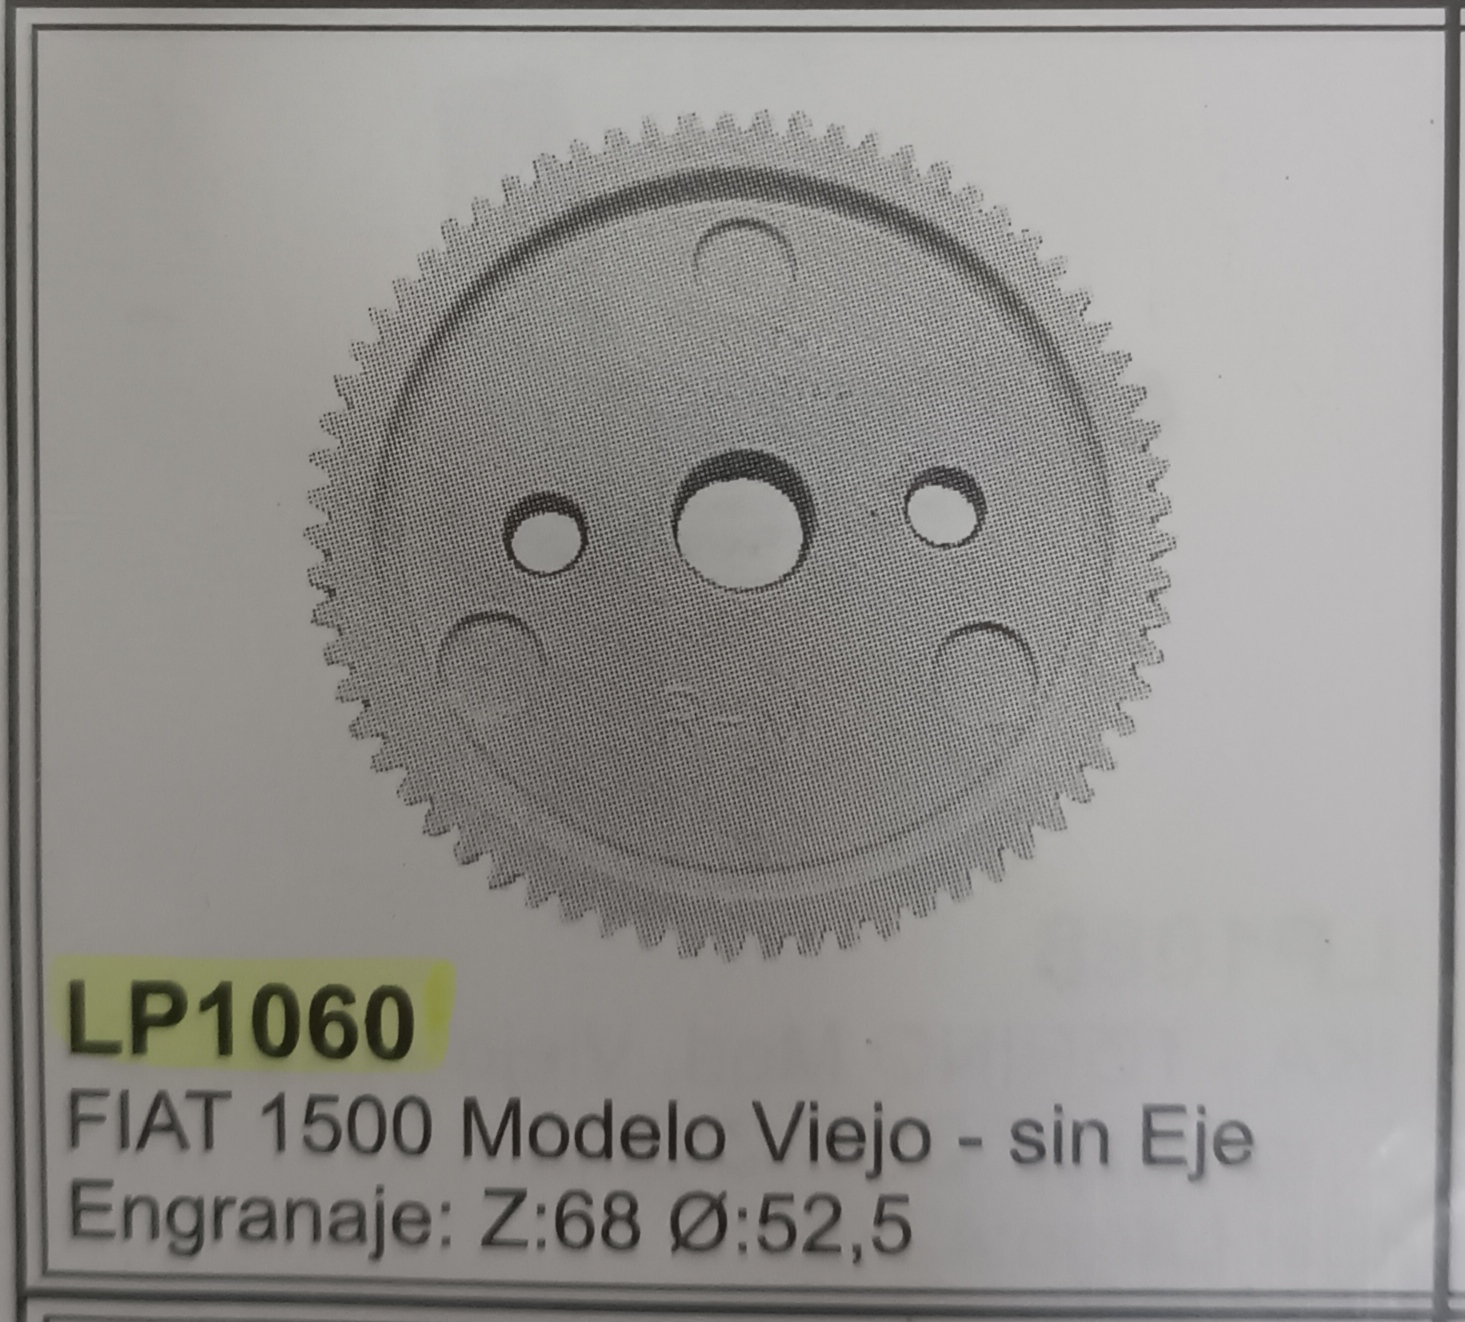 LP1060
FIAT 1500 Modelo Viejo - sin Eje
Engranaje: Z:68 Ø:52,5